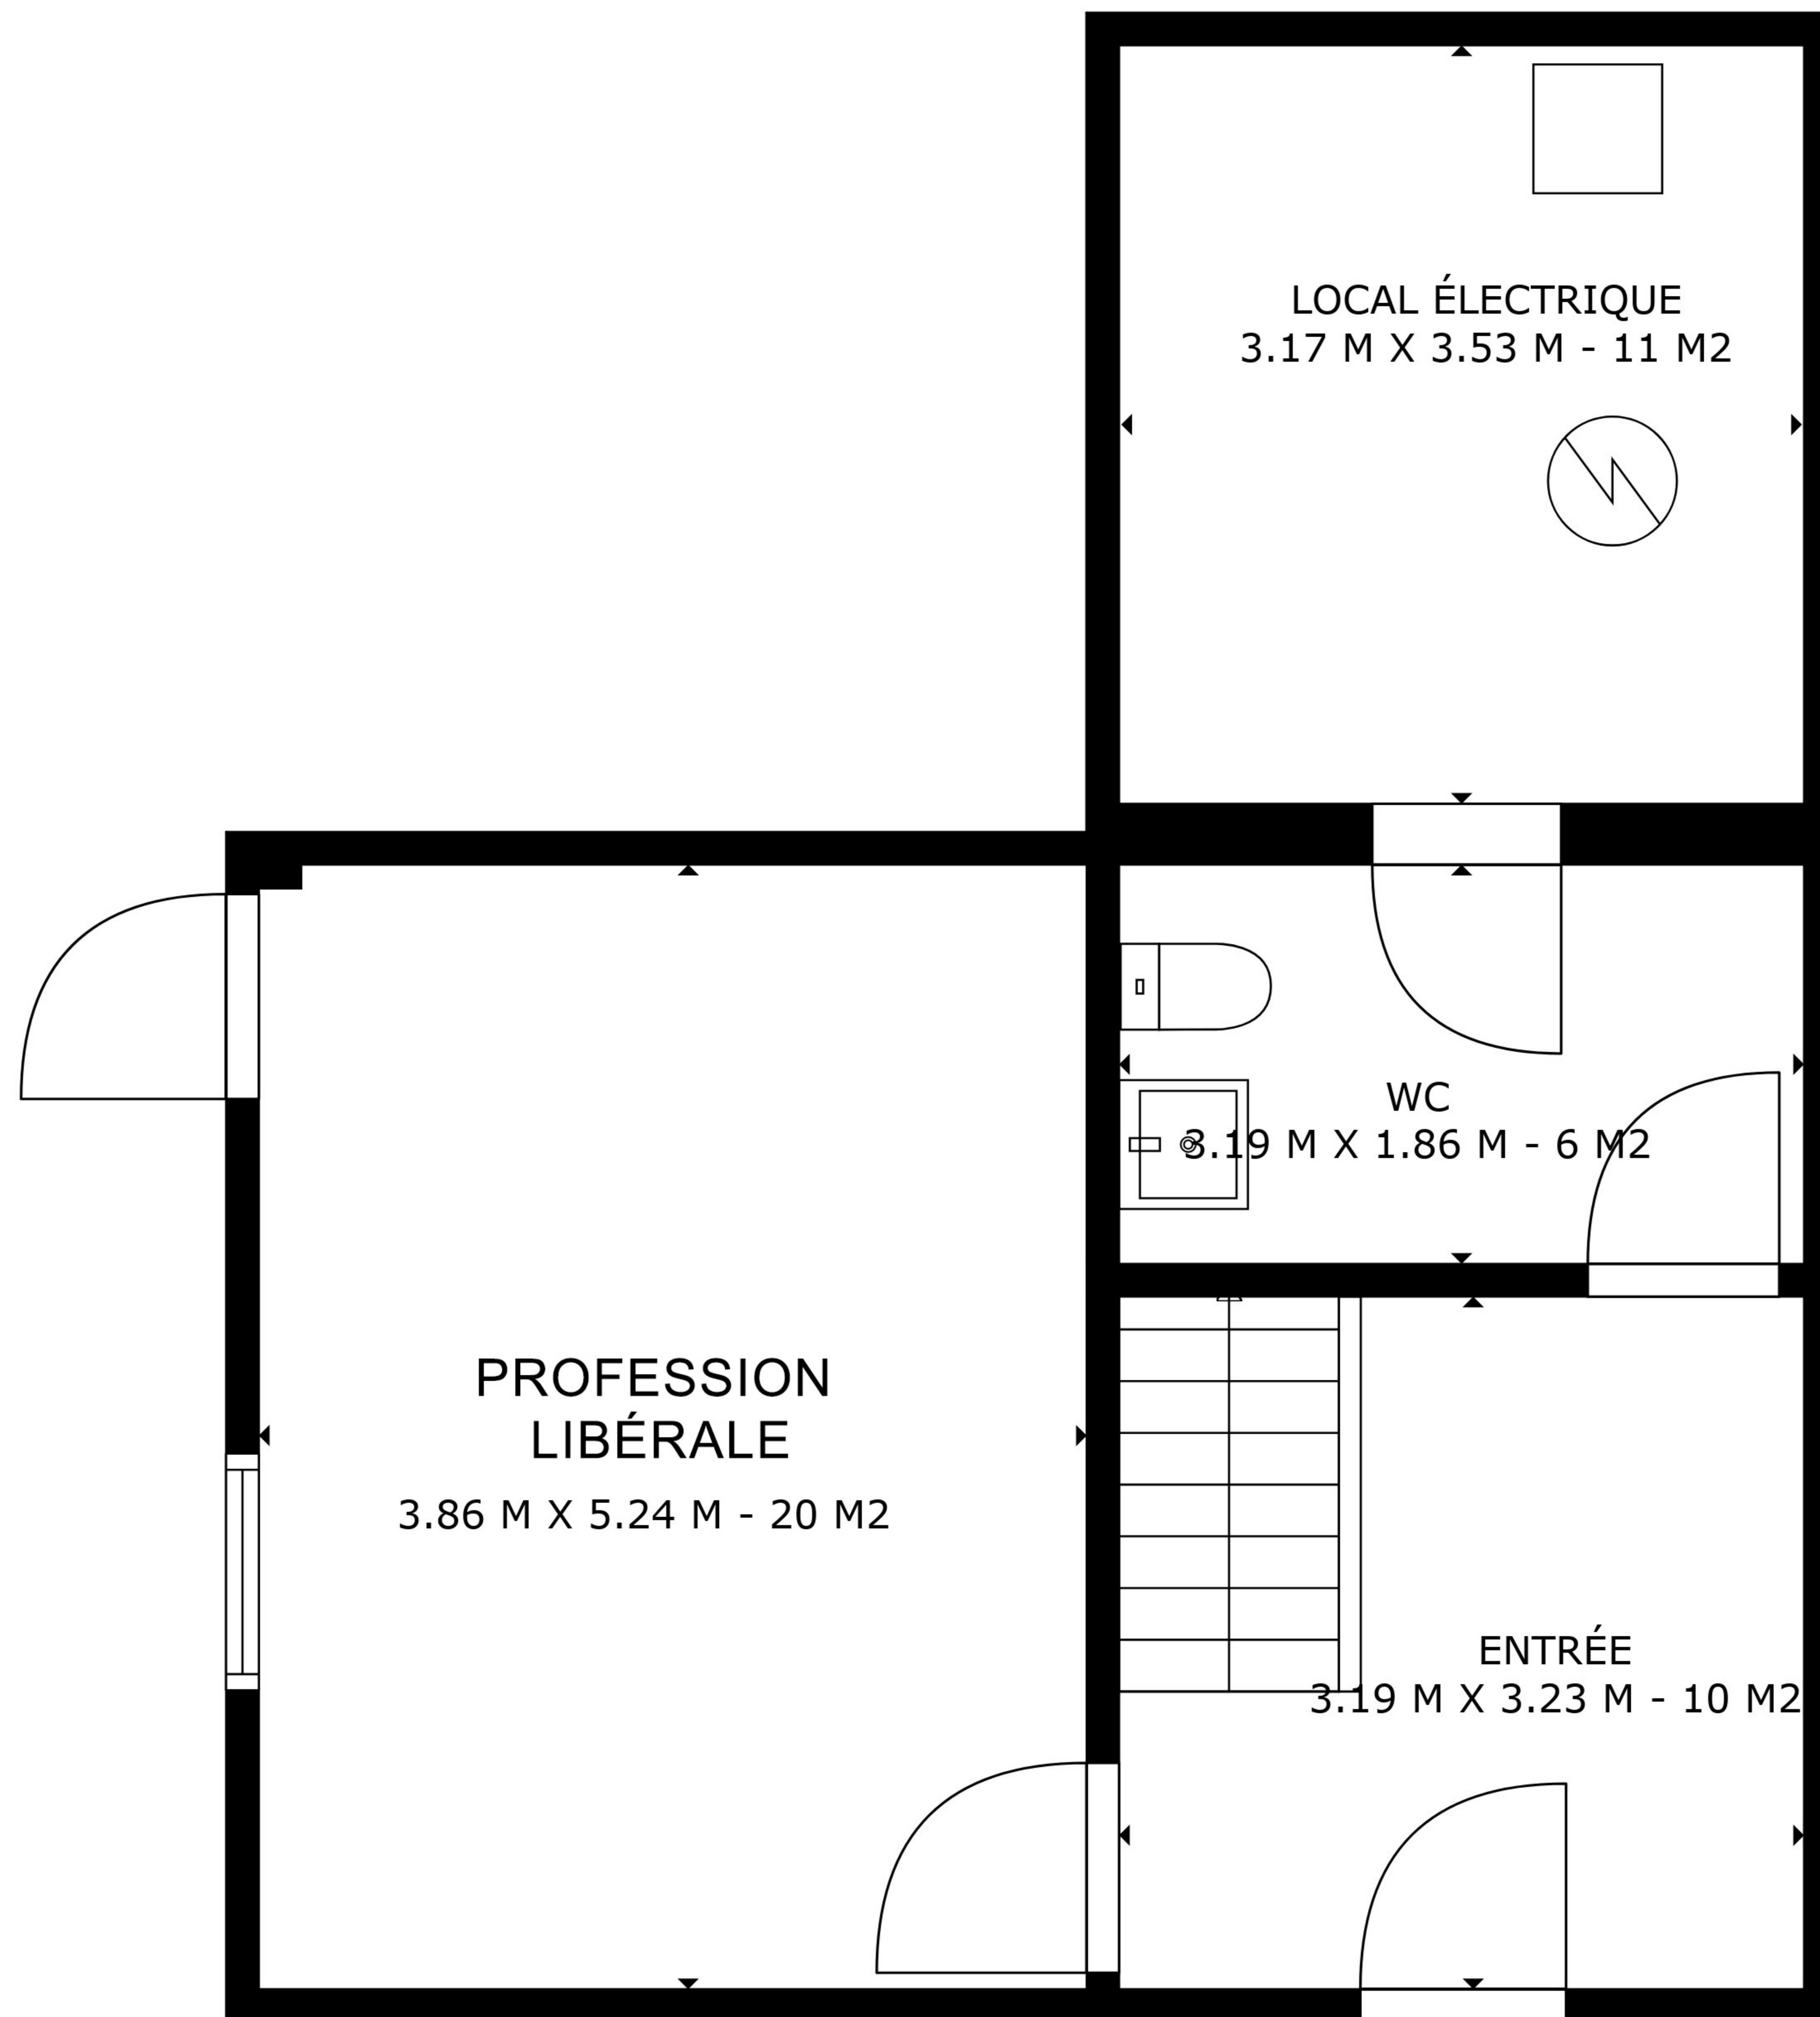 LOCAL ÉLECTRIQUE
3.17 M X 3.53 M - 11 M2
WC
3.19 M X 1.86 M - 6 M2
PROFESSION
LIBÉRALE
3.86 M X 5.24 M - 20 M2
ENTRÉE
3.19 M X 3.23 M - 10 M2